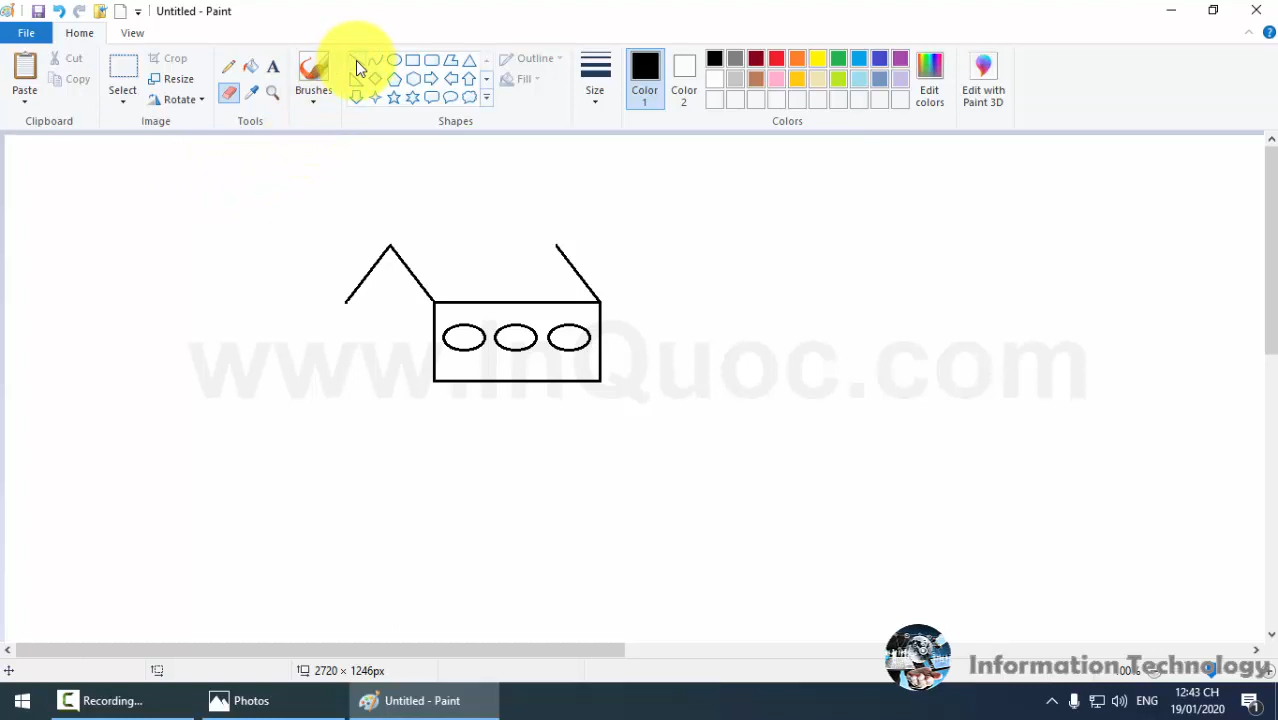 Untitled - Paint
File
Home
View
Paste
Cut
Copy
Clipboard
Select
Crop
Resize
Rotate
Image
Tools
Brushes
Shapes
Outline
Fill
Size
Color 1
Color 2
Edit colors
Colors
Edit with Paint 3D
www.InQuoc.com
2720 × 1246px
100%
Information Technology
Recording...
Photos
Untitled - Paint
ENG
12:43 CH
19/01/2020
1